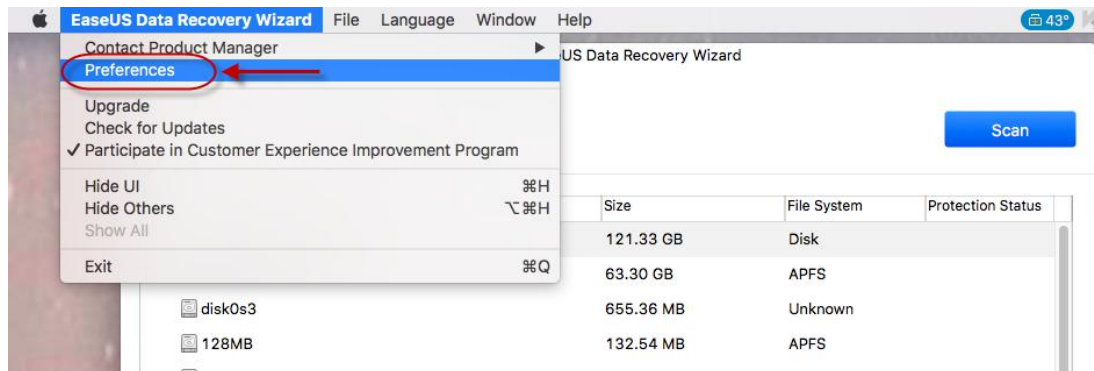 EaseUS Data Recovery Wizard File Language Window Help 43°
Contact Product Manager
Preferences
Upgrade
Check for Updates
✓ Participate in Customer Experience Improvement Program
Hide UI ⌘H
Hide Others ⌥⌘H
Show All
Exit ⌘Q
eUS Data Recovery Wizard
Scan
Size File System Protection Status
121.33 GB Disk
63.30 GB APFS
disk0s3 655.36 MB Unknown
128MB 132.54 MB APFS